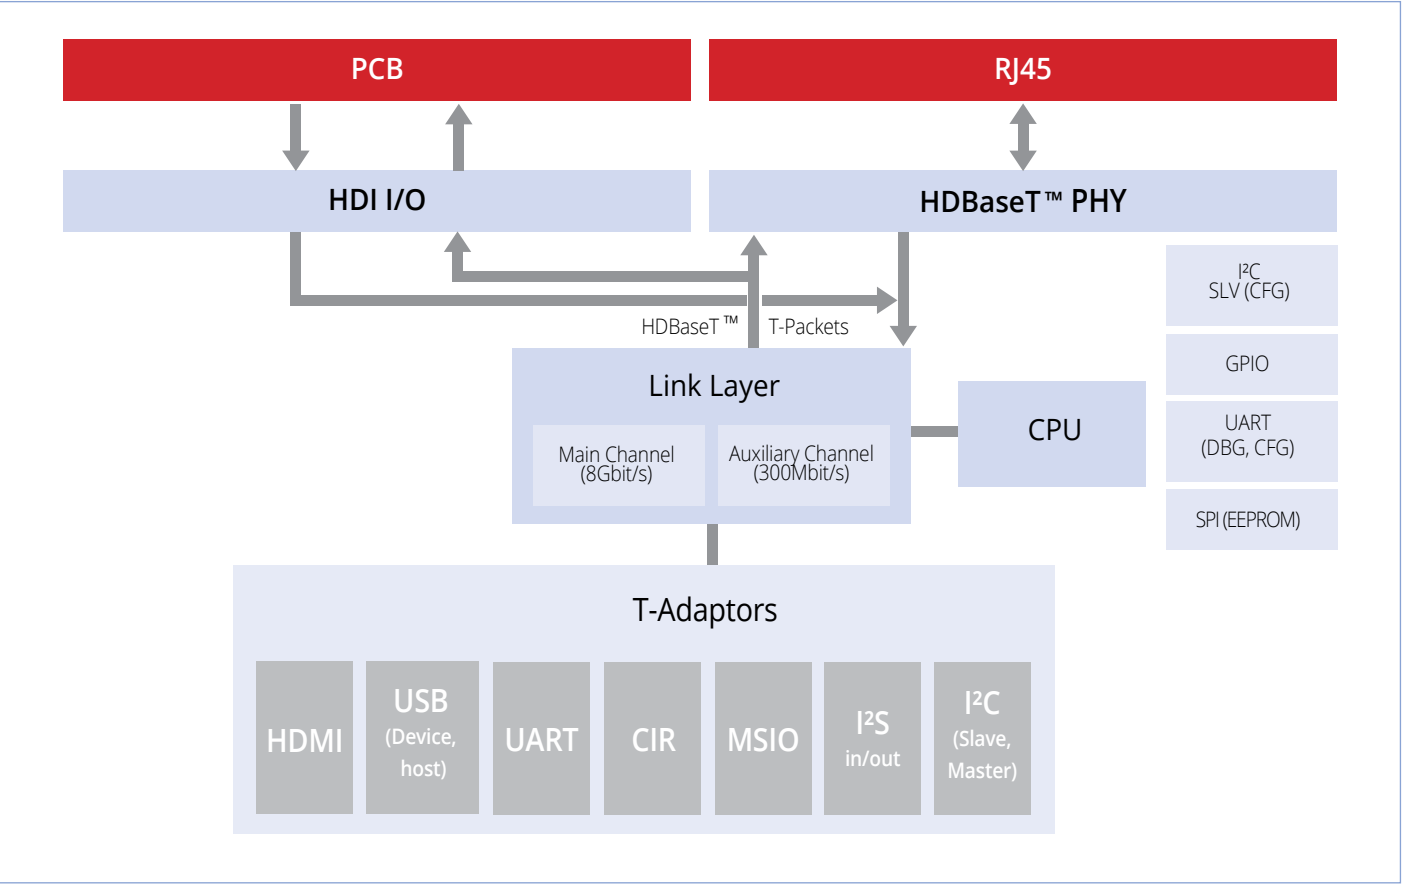 PCB
RJ45
HDI I/O
HDBaseT™ PHY
I²C
SLV (CFG)
HDBaseT™ T-Packets
GPIO
Link Layer
CPU
UART
(DBG, CFG)
Main Channel
(8Gbit/s)
Auxiliary Channel
(300Mbit/s)
SPI (EEPROM)
T-Adaptors
HDMI
USB
(Device,
host)
UART
CIR
MSIO
I²S
in/out
I²C
(Slave,
Master)